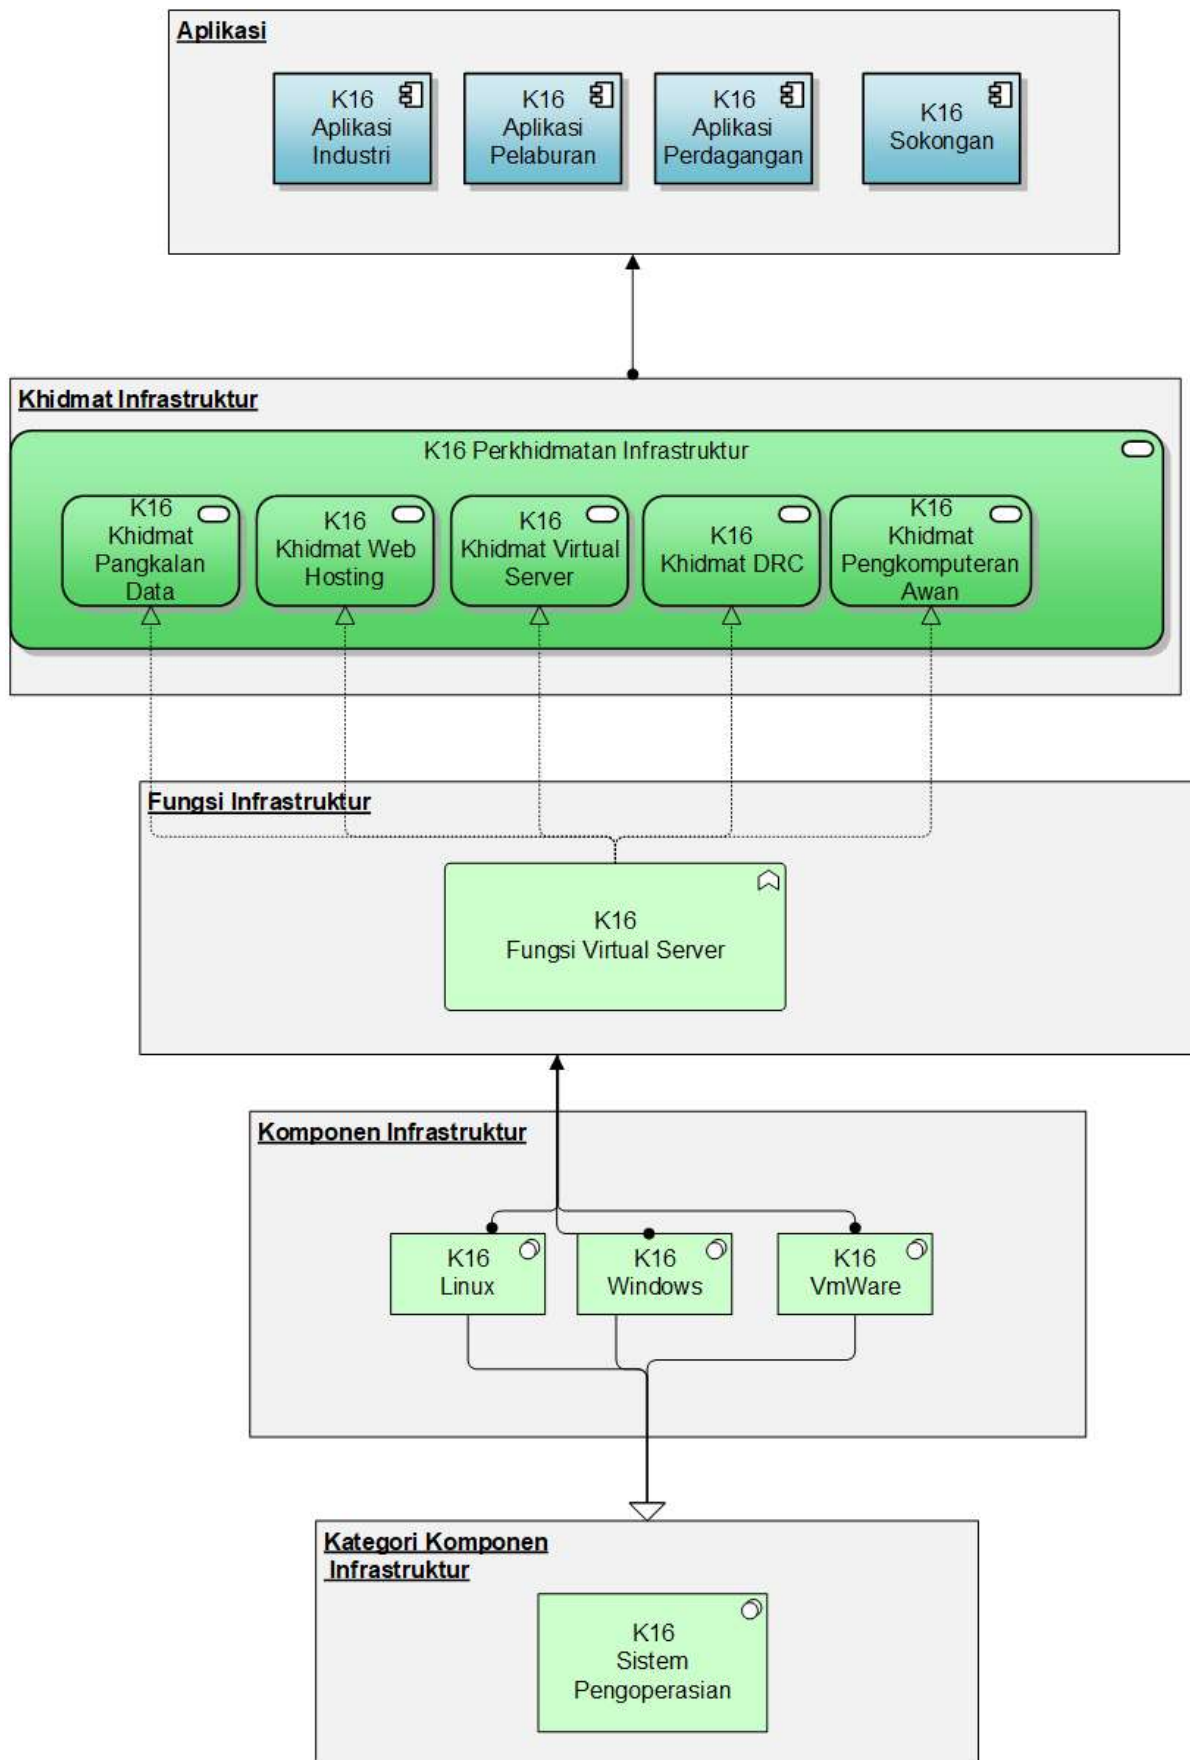 Aplikasi
K16
Aplikasi
Industri
K16
Aplikasi
Pelaburan
K16
Aplikasi
Perdagangan
K16
Sokongan
Khidmat Infrastruktur
K16 Perkhidmatan Infrastruktur
K16
Khidmat
Pangkalan
Data
K16
Khidmat Web
Hosting
K16
Khidmat Virtual
Server
K16
Khidmat DRC
K16
Khidmat
Pengkomputeran
Awan
Fungsi Infrastruktur
K16
Fungsi Virtual Server
Komponen Infrastruktur
K16
Linux
K16
Windows
K16
VmWare
Kategori Komponen
Infrastruktur
K16
Sistem
Pengoperasian